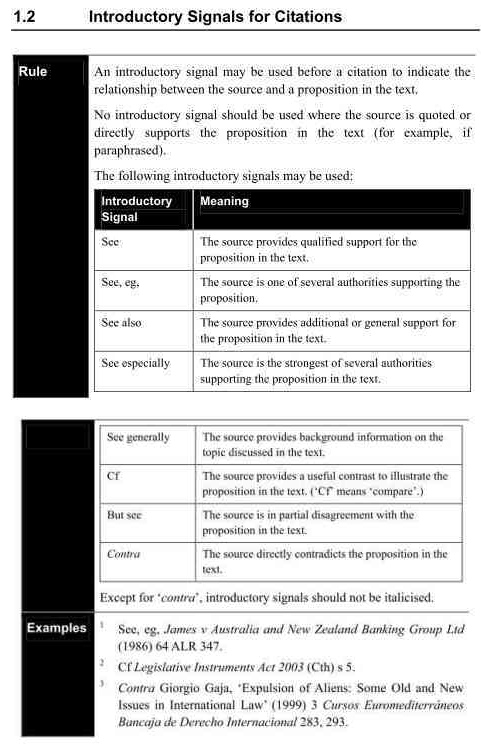 1.2 Introductory Signals for Citations
Rule
An introductory signal may be used before a citation to indicate the
relationship between the source and a proposition in the text.
No introductory signal should be used where the source is quoted or
directly supports the proposition in the text (for example, if
paraphrased).
The following introductory signals may be used:
Introductory Meaning
Signal
See The source provides qualified support for the
proposition in the text.
See, eg, The source is one of several authorities supporting the
proposition.
See also The source provides additional or general support for
the proposition in the text.
See especially The source is the strongest of several authorities
supporting the proposition in the text.
See generally The source provides background information on the
topic discussed in the text.
Cf The source provides a useful contrast to illustrate the
proposition in the text. (‘Cf’ means ‘compare’.)
But see The source is in partial disagreement with the
proposition in the text.
Contra The source directly contradicts the proposition in the
text.
Except for ‘contra’, introductory signals should not be italicised.
Examples
1 See, eg, James v Australia and New Zealand Banking Group Ltd
(1986) 64 ALR 347.
2 Cf Legislative Instruments Act 2003 (Cth) s 5.
3 Contra Giorgio Gaja, ‘Expulsion of Aliens: Some Old and New
Issues in International Law’ (1999) 3 Cursos Euromediterráneos
Bancaja de Derecho Internacional 283, 293.